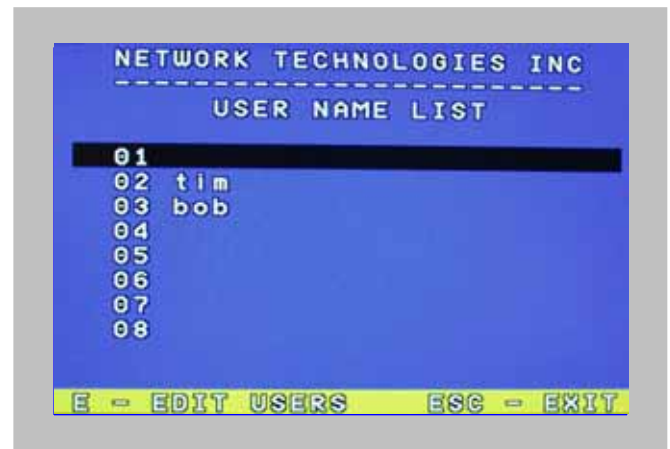 NETWORK TECHNOLOGIES INC
--------------------------
USER NAME LIST
01
02 tim
03 bob
04
05
06
07
08
E - EDIT USERS ESC - EXIT